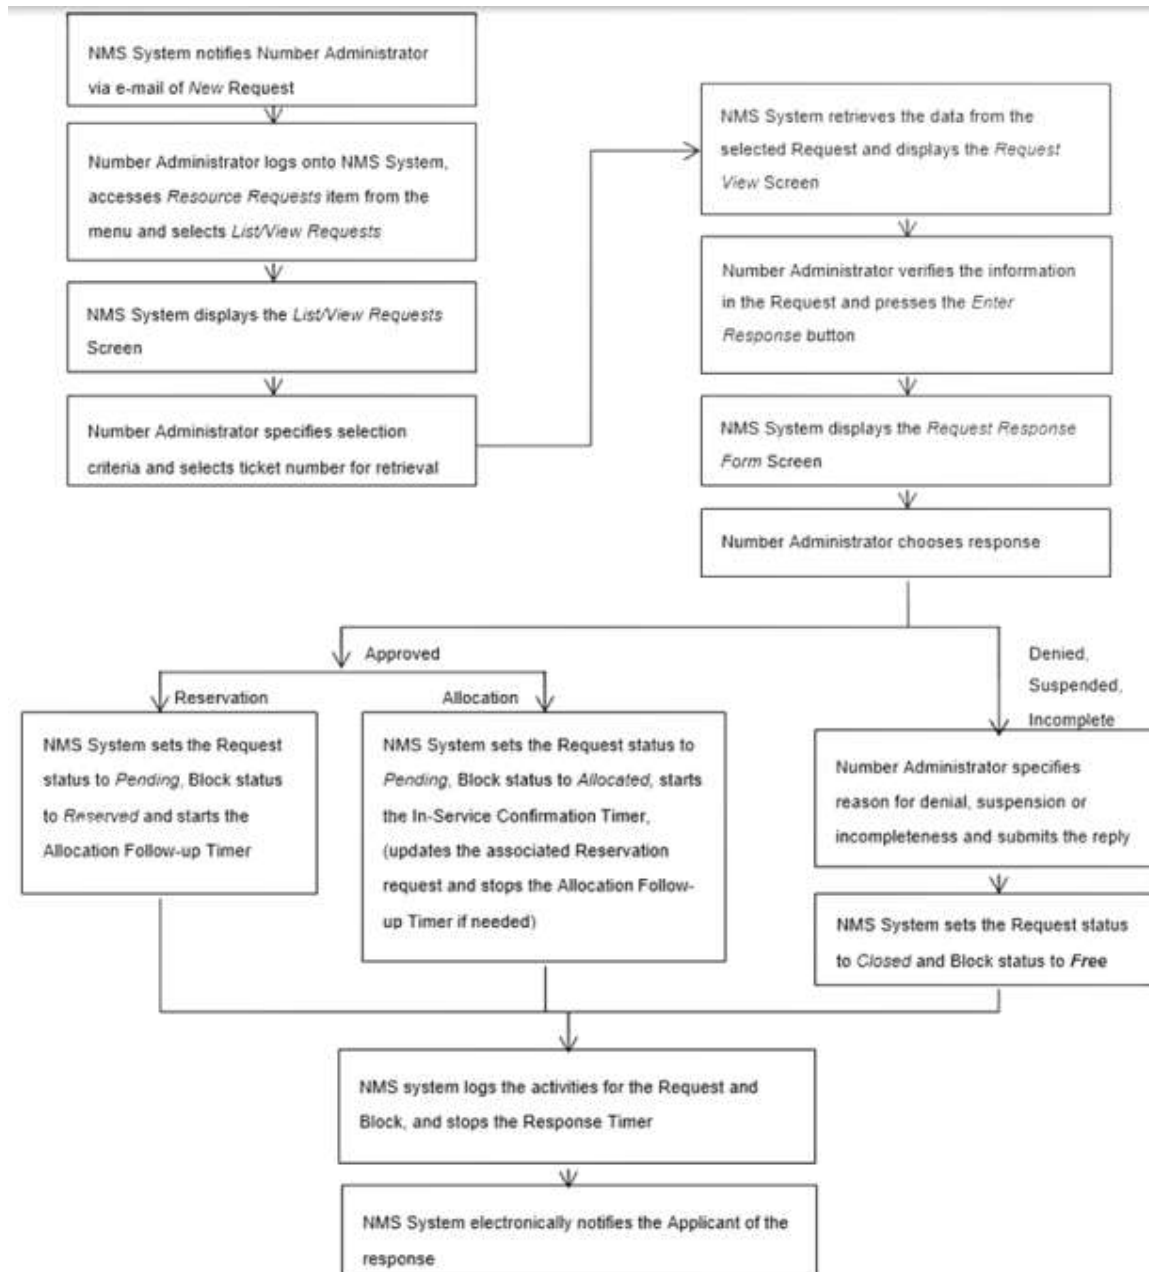 NMS System notifies Number Administrator
via e-mail of New Request
Number Administrator logs onto NMS System,
accesses Resource Requests item from the
menu and selects List/View Requests
NMS System displays the List/View Requests
Screen
Number Administrator specifies selection
criteria and selects ticket number for retrieval
NMS System retrieves the data from the
selected Request and displays the Request
View Screen
Number Administrator verifies the information
in the Request and presses the Enter
Response button
NMS System displays the Request Response
Form Screen
Number Administrator chooses response
Approved
Denied,
Suspended,
Incomplete
Reservation
Allocation
NMS System sets the Request
status to Pending, Block status
to Reserved and starts the
Allocation Follow-up Timer
NMS System sets the Request status to
Pending, Block status to Allocated, starts
the In-Service Confirmation Timer,
(updates the associated Reservation
request and stops the Allocation Follow-
up Timer if needed)
Number Administrator specifies
reason for denial, suspension or
incompleteness and submits the reply
NMS System sets the Request status
to Closed and Block status to Free
NMS system logs the activities for the Request and
Block, and stops the Response Timer
NMS System electronically notifies the Applicant of the
response